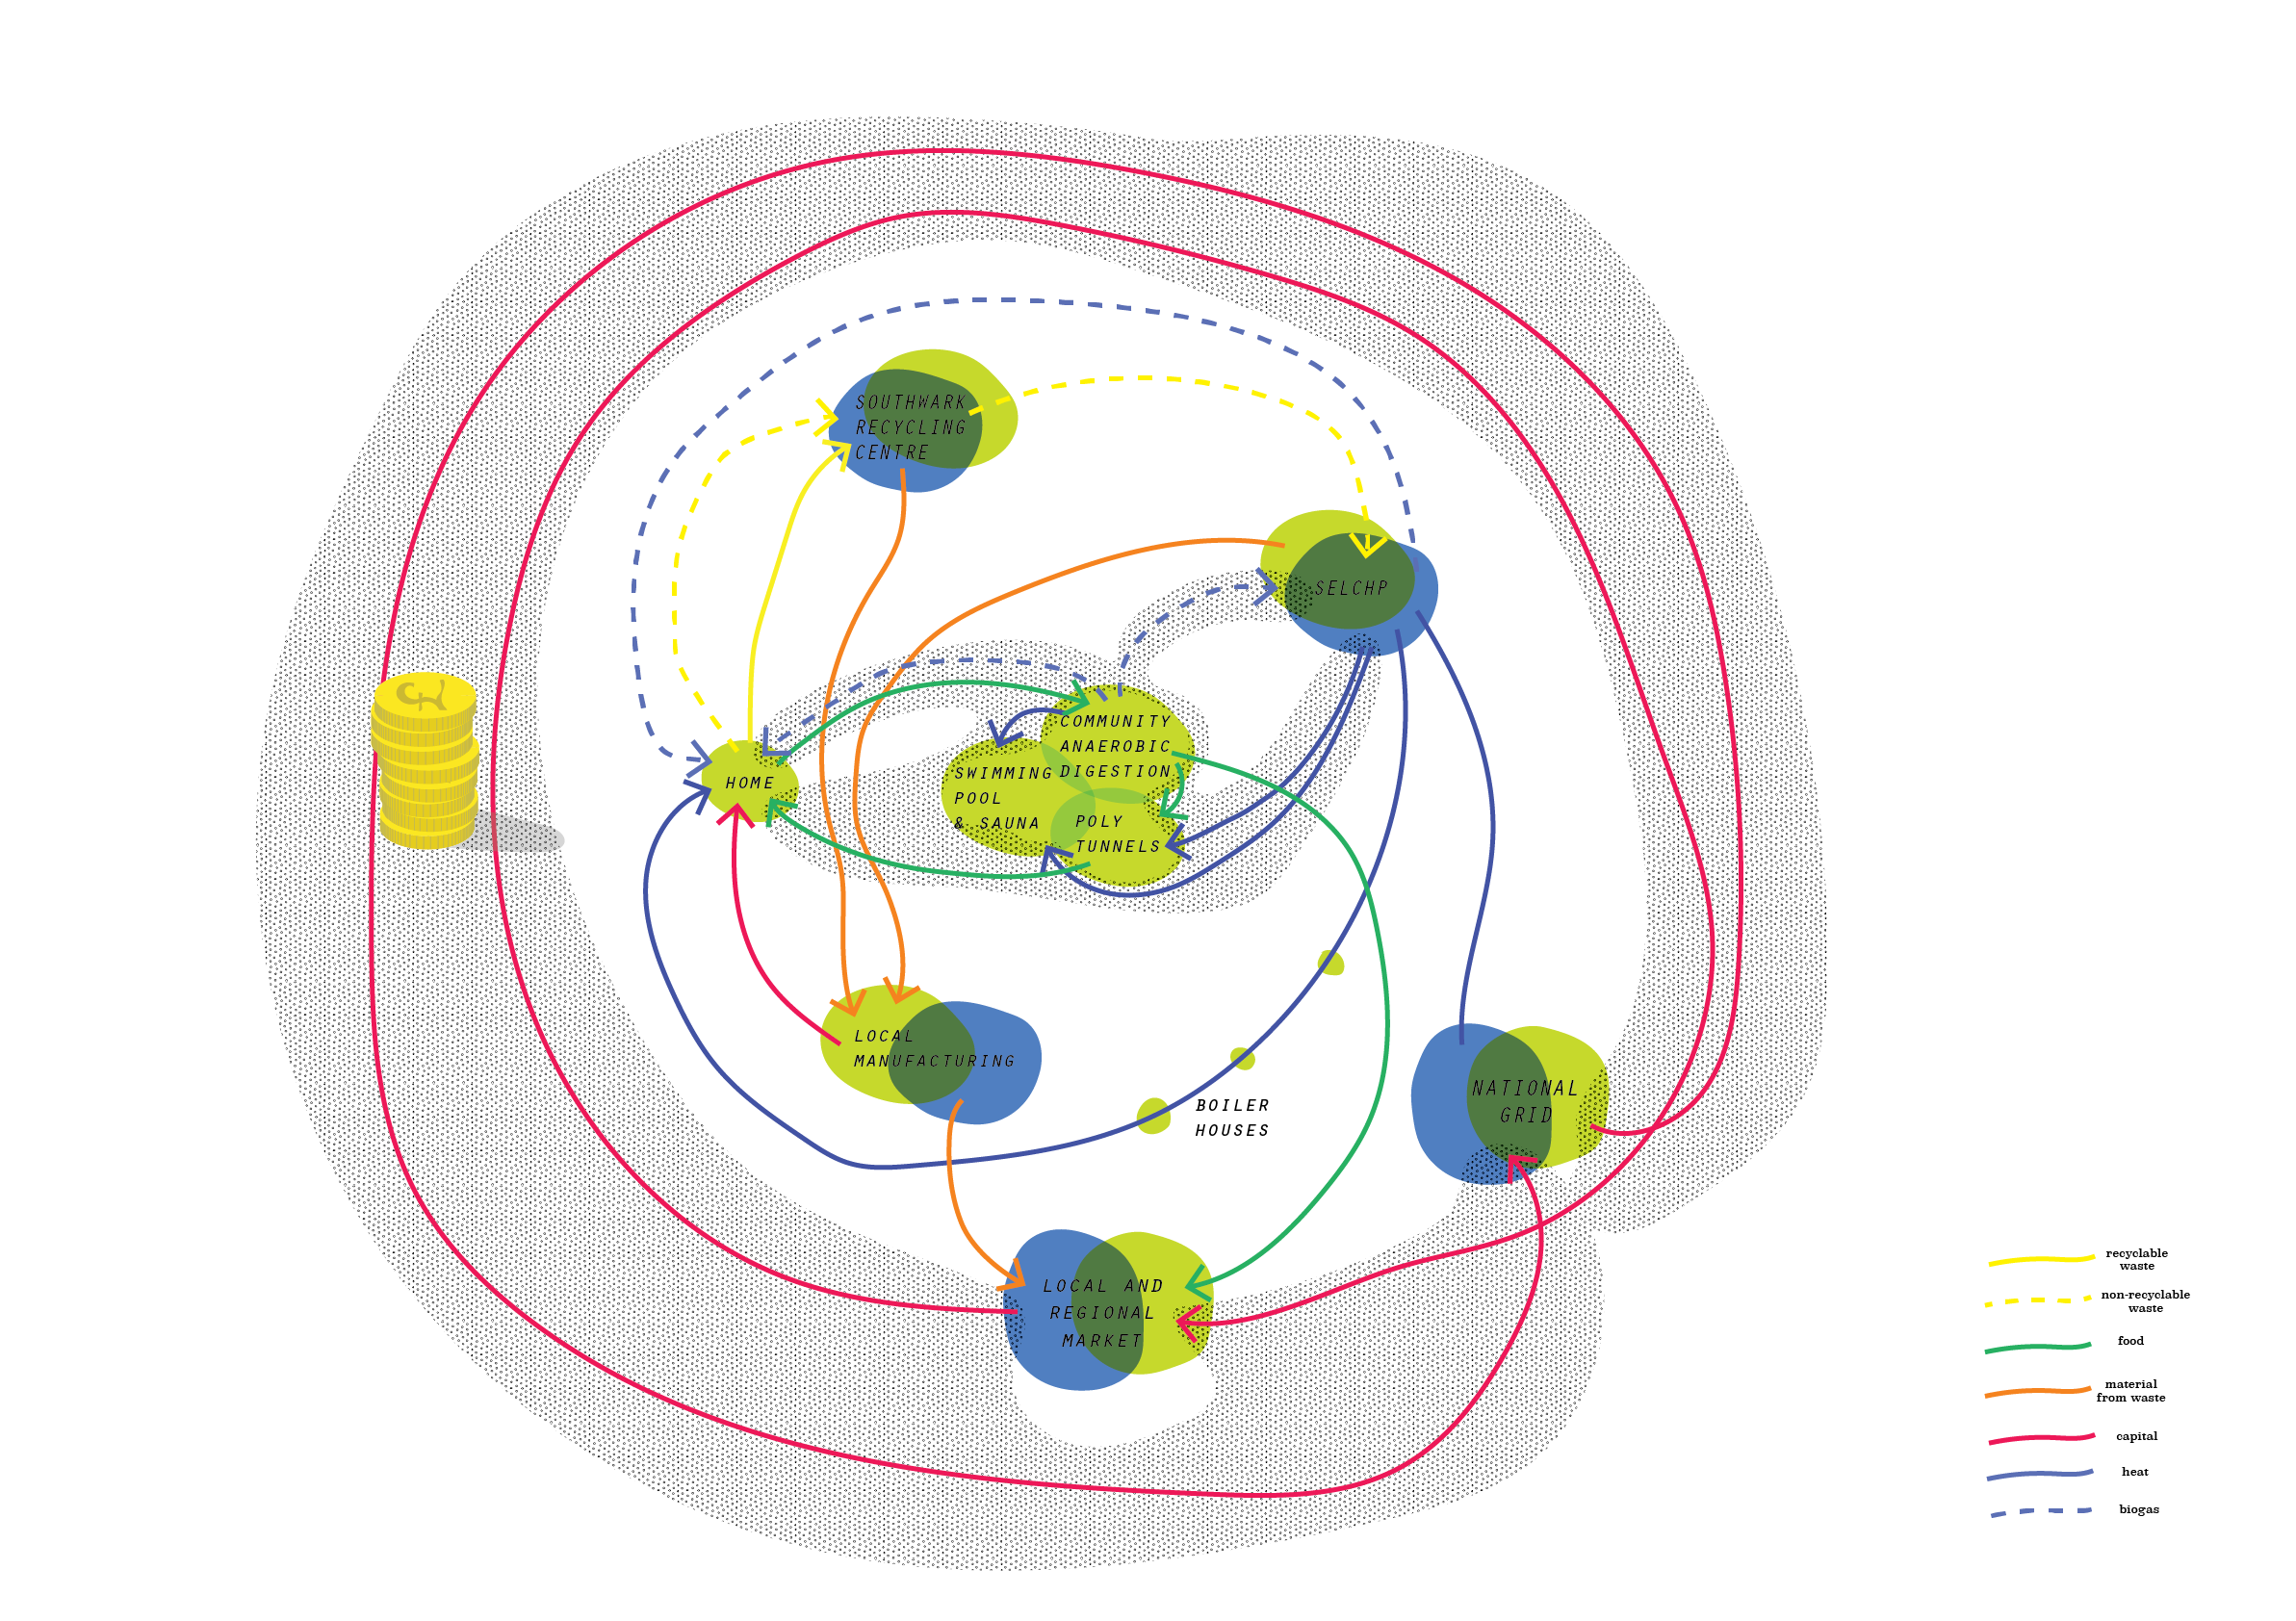 SOUTHWARK
RECYCLING
CENTRE
SELCHP
COMMUNITY
ANAEROBIC
DIGESTION
SWIMMING
POOL
& SAUNA
HOME
POLY
TUNNELS
LOCAL
MANUFACTURING
NATIONAL
GRID
BOILER
HOUSES
LOCAL AND
REGIONAL
MARKET
£
recyclable
waste
non-recyclable
waste
food
material
from waste
capital
heat
biogas